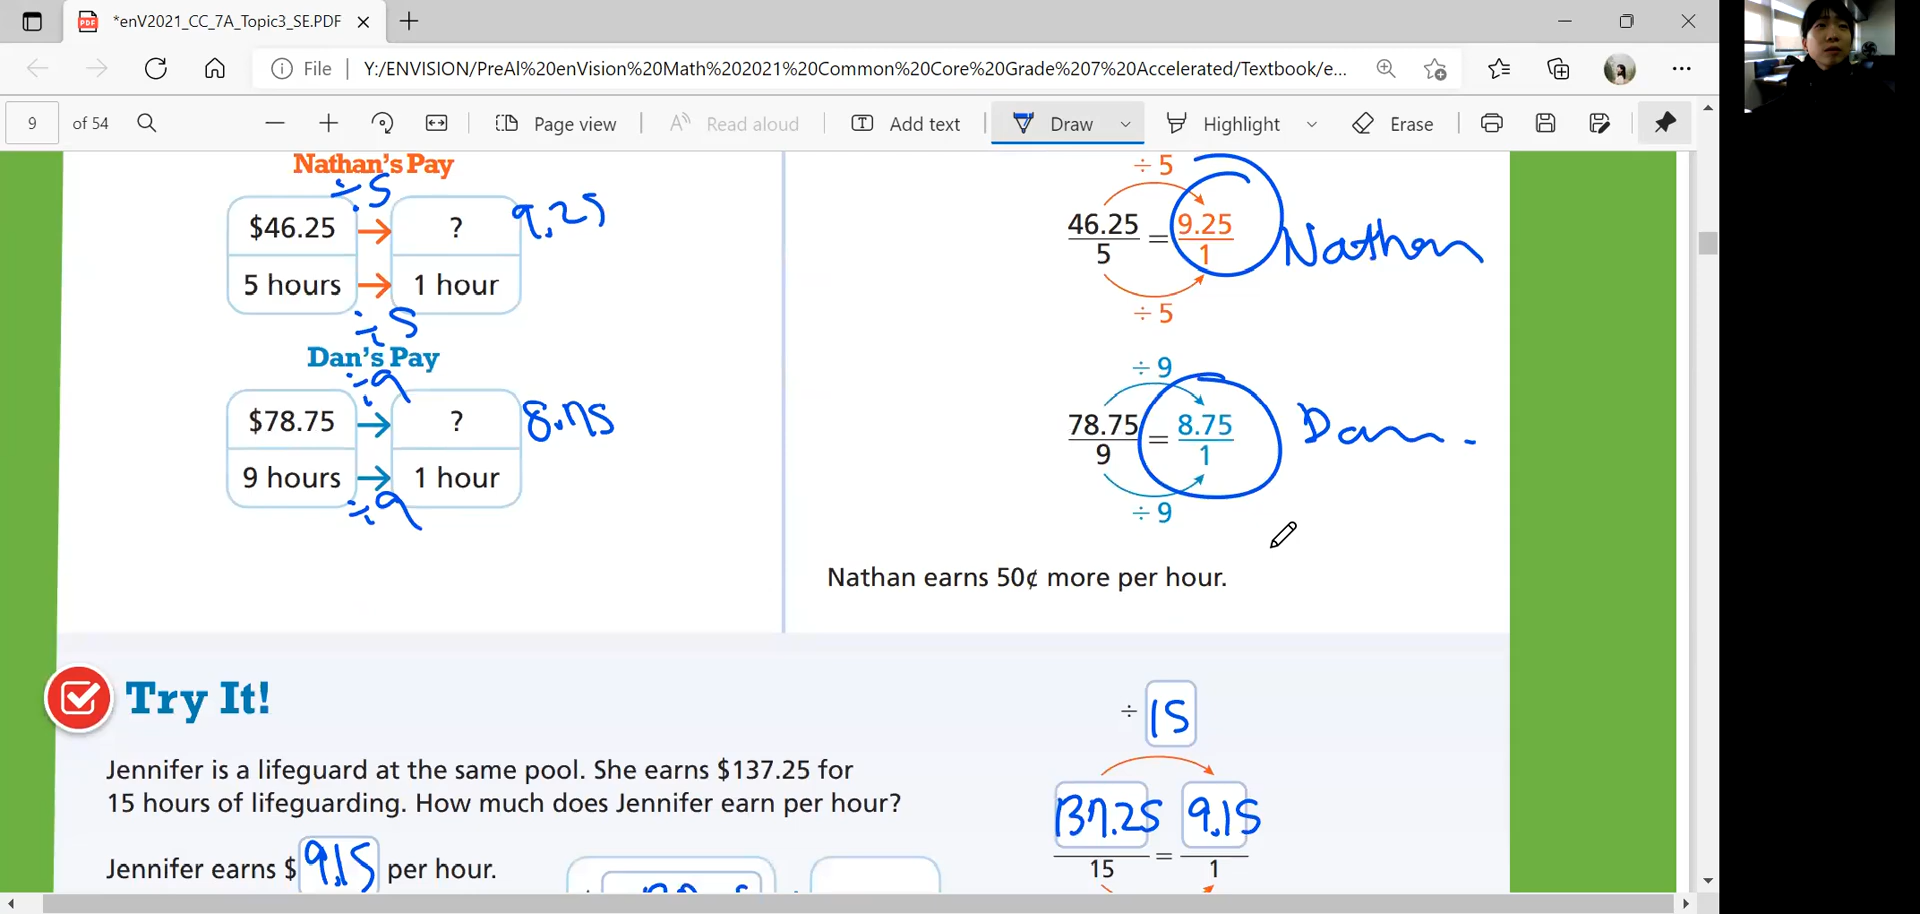 *enV2021_CC_7A_Topic3_SE.PDF
File
Y:/ENVISION/PreAl%20enVision%20Math%202021%20Common%20Core%20Grade%207%20Accelerated/Textbook/e...
9 of 54
Page view
Read aloud
Add text
Draw
Highlight
Erase
Nathan's Pay
÷5
$46.25 ? 9.25
5 hours 1 hour
÷5
Dan's Pay
÷9
$78.75 ? 8.75
9 hours 1 hour
÷9
÷ 5
46.25 = 9.25 Nathan
5 1
÷ 5
÷ 9
78.75 = 8.75 Dan.
9 1
÷ 9
Nathan earns 50¢ more per hour.
Try It!
Jennifer is a lifeguard at the same pool. She earns $137.25 for
15 hours of lifeguarding. How much does Jennifer earn per hour?
Jennifer earns $ 9.15 per hour.
÷ 15
137.25 = 9.15
15 1